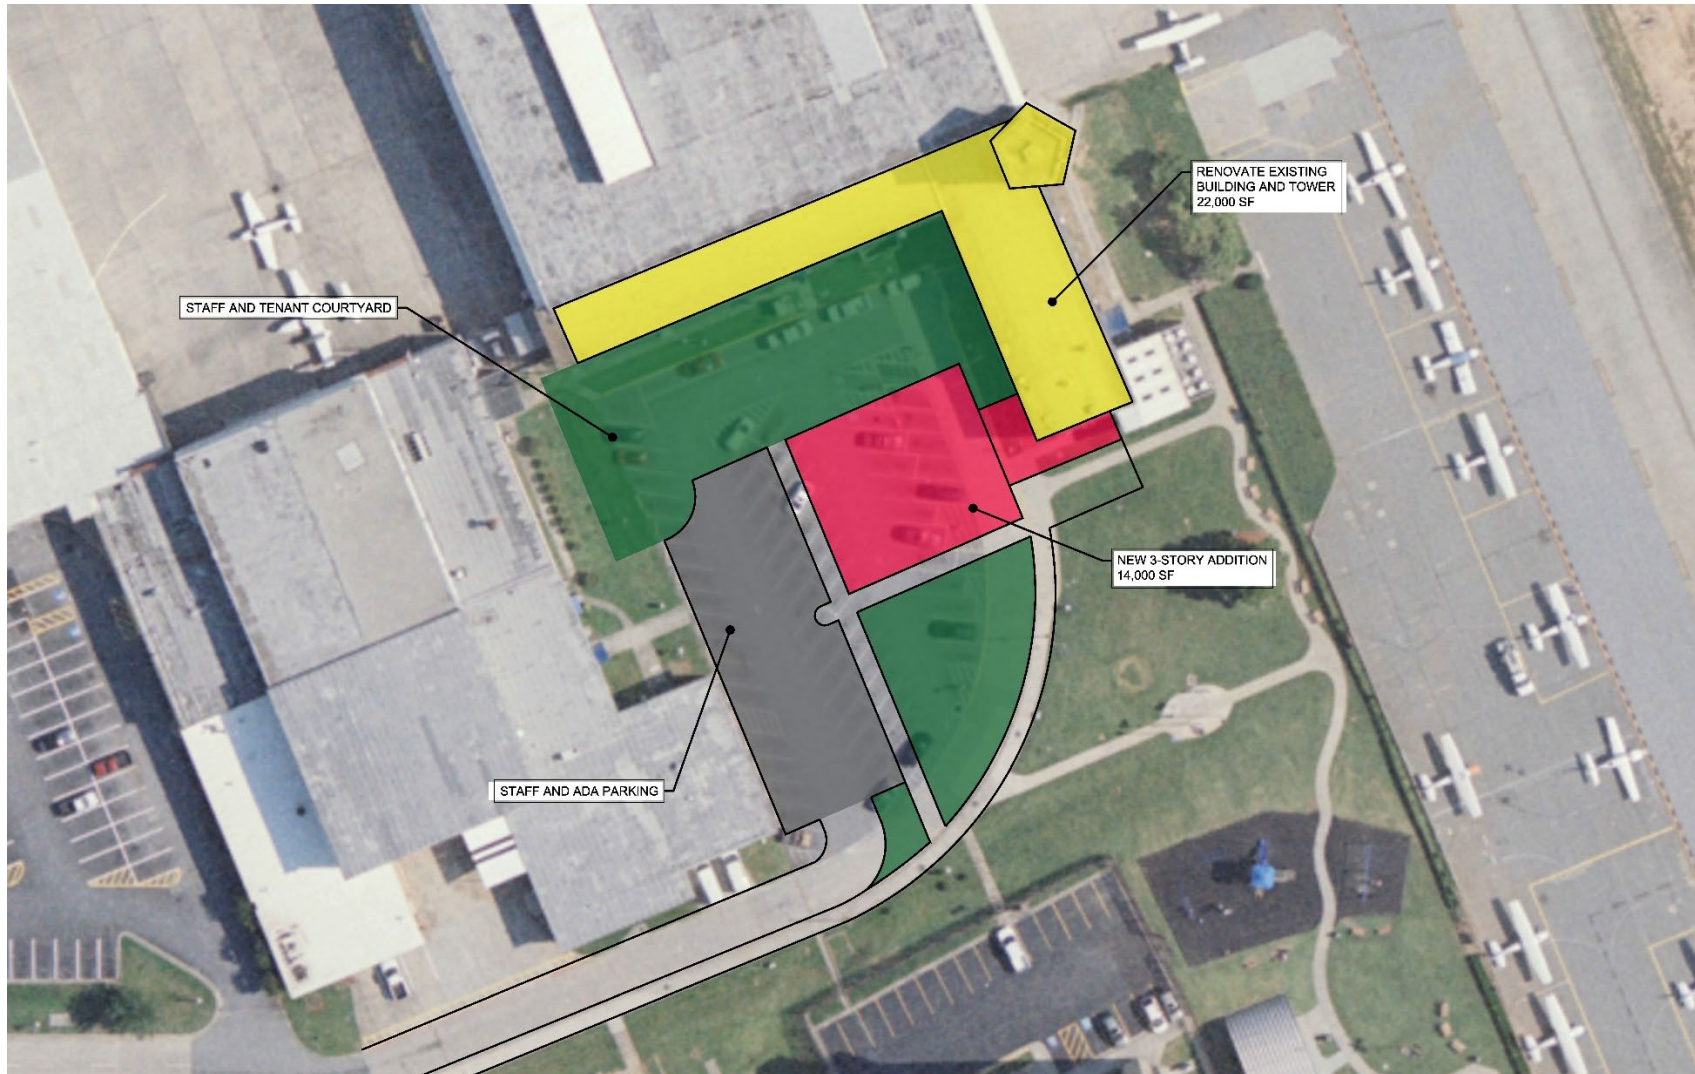 RENOVATE EXISTING
BUILDING AND TOWER
22,000 SF
STAFF AND TENANT COURTYARD
NEW 3-STORY ADDITION
14,000 SF
STAFF AND ADA PARKING